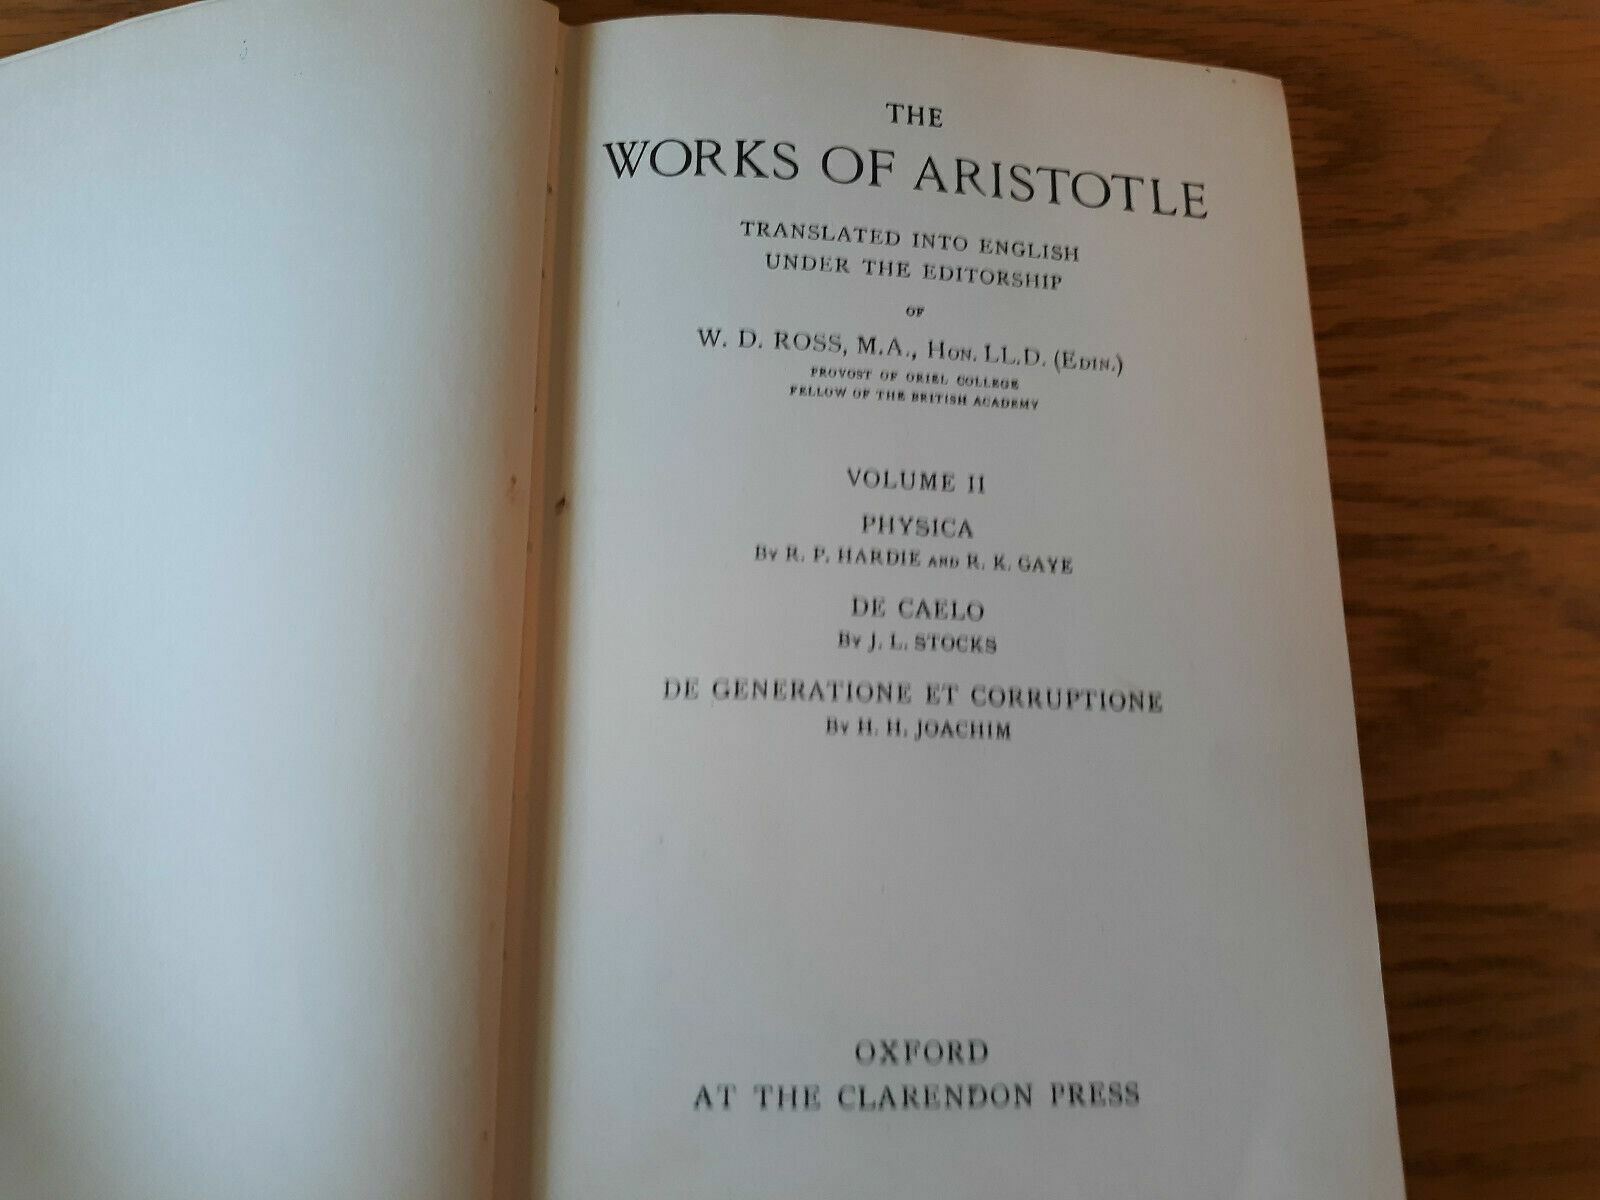 THE
WORKS OF ARISTOTLE
TRANSLATED INTO ENGLISH
UNDER THE EDITORSHIP
OF
W. D. ROSS, M.A., HON. LL.D. (EDIN.)
PROVOST OF ORIEL COLLEGE
FELLOW OF THE BRITISH ACADEMY
VOLUME II
PHYSICA
BY R. P. HARDIE AND R. K. GAYE
DE CAELO
BY J. L. STOCKS
DE GENERATIONE ET CORRUPTIONE
BY H. H. JOACHIM
OXFORD
AT THE CLARENDON PRESS